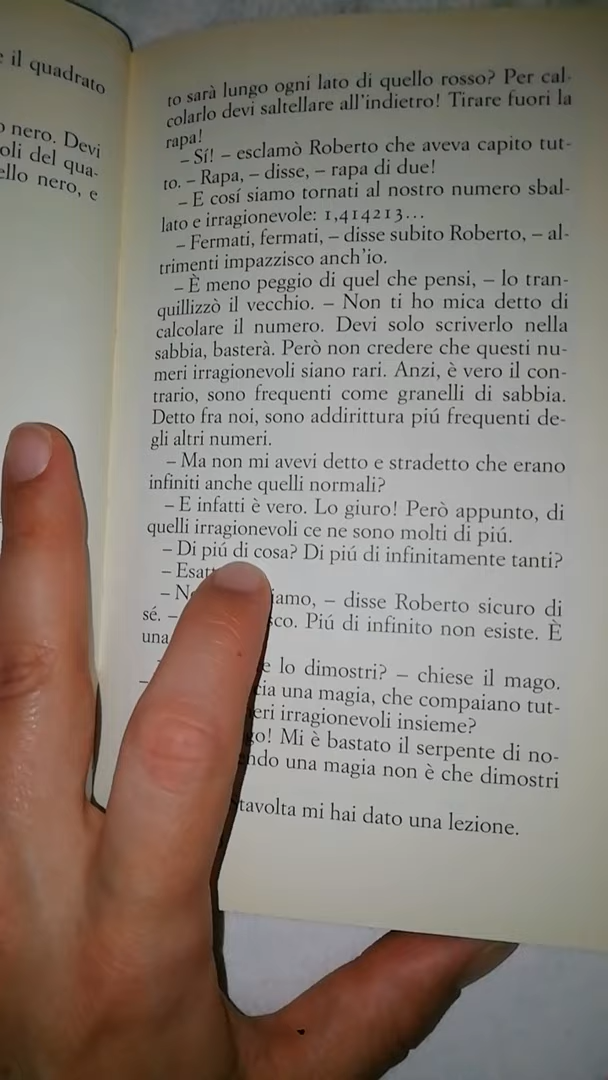 il quadrato
nero. Devi
oli del qua-
ello nero, e
to sarà lungo ogni lato di quello rosso? Per cal-
colarlo devi saltellare all'indietro! Tirare fuori la
rapa!
– Sí! – esclamò Roberto che aveva capito tut-
to. – Rapa, – disse, – rapa di due!
– E cosí siamo tornati al nostro numero sbal-
lato e irragionevole: 1,414213...
– Fermati, fermati, – disse subito Roberto, – al-
trimenti impazzisco anch'io.
– È meno peggio di quel che pensi, – lo tran-
quillizzò il vecchio. – Non ti ho mica detto di
calcolare il numero. Devi solo scriverlo nella
sabbia, basterà. Però non credere che questi nu-
meri irragionevoli siano rari. Anzi, è vero il con-
trario, sono frequenti come granelli di sabbia.
Detto fra noi, sono addirittura piú frequenti de-
gli altri numeri.
– Ma non mi avevi detto e stradetto che erano
infiniti anche quelli normali?
– E infatti è vero. Lo giuro! Però appunto, di
quelli irragionevoli ce ne sono molti di piú.
– Di piú di cosa? Di piú di infinitamente tanti?
– Esat
– N iamo, – disse Roberto sicuro di
sé. – sco. Piú di infinito non esiste. È
una
e lo dimostri? – chiese il mago.
– cia una magia, che compaiano tut-
eri irragionevoli insieme?
go! Mi è bastato il serpente di no-
ndo una magia non è che dimostri
tavolta mi hai dato una lezione.